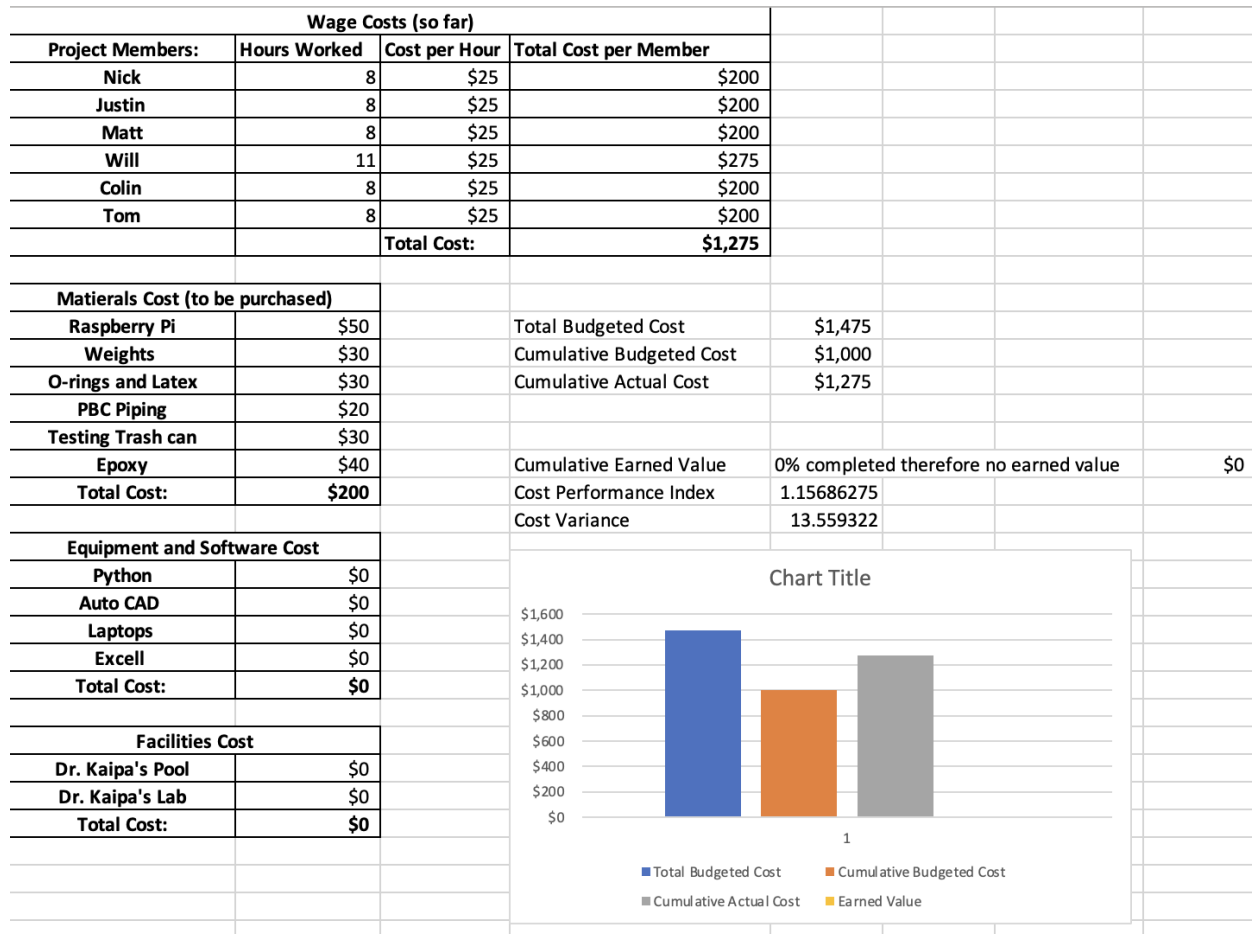 Wage Costs (so far)
Project Members: Hours Worked Cost per Hour Total Cost per Member
Nick 8 $25 $200
Justin 8 $25 $200
Matt 8 $25 $200
Will 11 $25 $275
Colin 8 $25 $200
Tom 8 $25 $200
Total Cost: $1,275
Matierals Cost (to be purchased)
Raspberry Pi $50 Total Budgeted Cost $1,475
Weights $30 Cumulative Budgeted Cost $1,000
O-rings and Latex $30 Cumulative Actual Cost $1,275
PBC Piping $20
Testing Trash can $30
Epoxy $40 Cumulative Earned Value 0% completed therefore no earned value $0
Total Cost: $200 Cost Performance Index 1.15686275
Cost Variance 13.559322
Equipment and Software Cost
Python $0
Auto CAD $0
Laptops $0
Excell $0
Total Cost: $0
Facilities Cost
Dr. Kaipa's Pool $0
Dr. Kaipa's Lab $0
Total Cost: $0
Chart Title
$1,600
$1,400
$1,200
$1,000
$800
$600
$400
$200
$0
1
Total Budgeted Cost Cumulative Budgeted Cost
Cumulative Actual Cost Earned Value